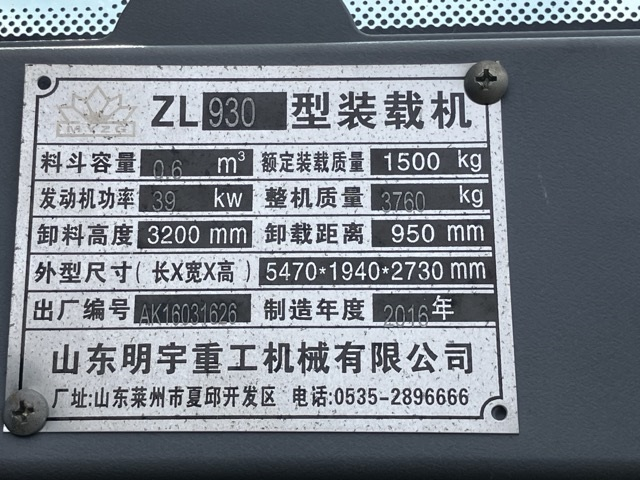 MYZG
ZL 930 型装载机
料斗容量 0.6 m³ 额定装载质量 1500 kg
发动机功率 39 kw 整机质量 3760 kg
卸料高度 3200 mm 卸载距离 950 mm
外型尺寸(长X宽X高) 5470*1940*2730 mm
出厂编号 AK16031626 制造年度 2016 年
山东明宇重工机械有限公司
厂址:山东莱州市夏邱开发区 电话:0535-2896666